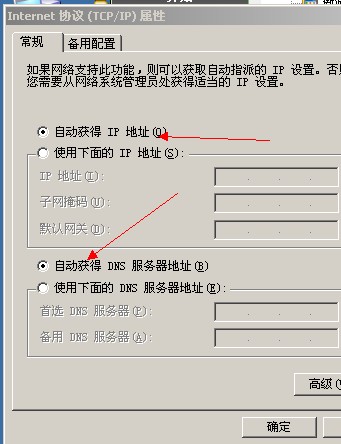 Internet 协议 (TCP/IP) 属性
常规
备用配置
如果网络支持此功能，则可以获取自动指派的 IP 设置。否则
您需要从网络系统管理员处获得适当的 IP 设置。
自动获得 IP 地址(O)
使用下面的 IP 地址(S):
IP 地址(I):
子网掩码(U):
默认网关(D):
自动获得 DNS 服务器地址(B)
使用下面的 DNS 服务器地址(E):
首选 DNS 服务器(P):
备用 DNS 服务器(A):
高级(V
确定